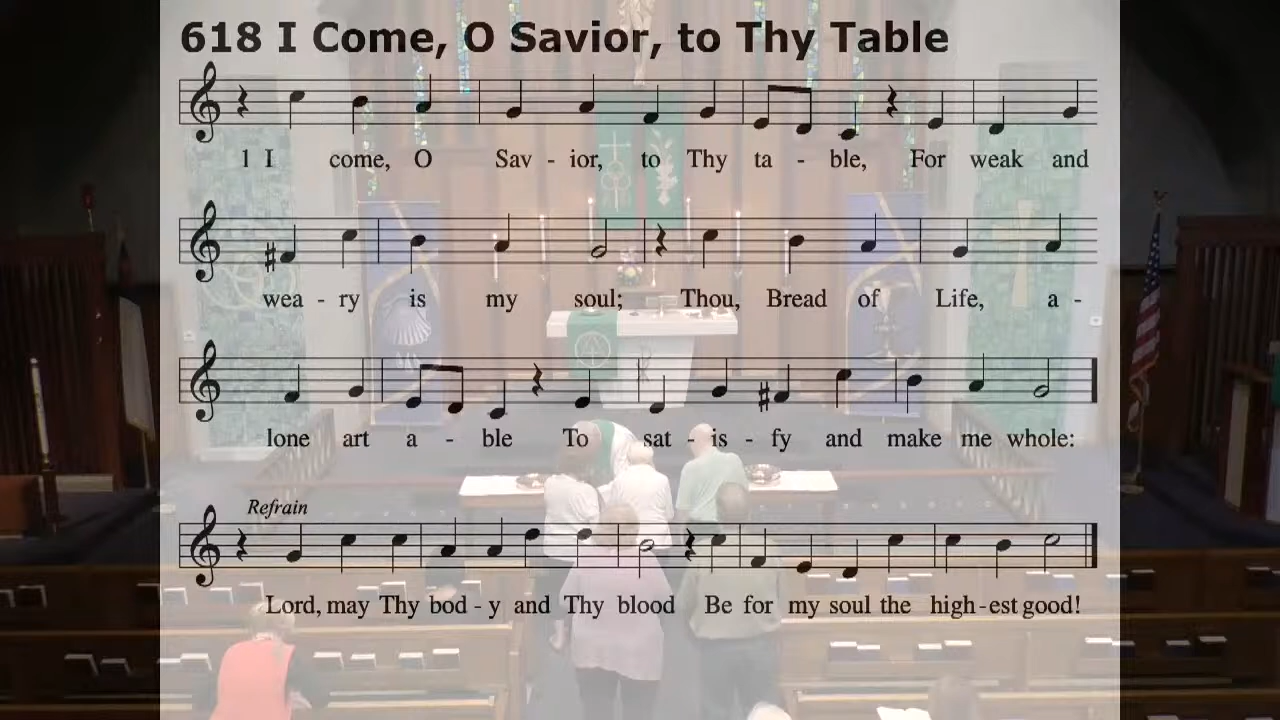 618 I Come, O Savior, to Thy Table
1 I come, O Sav - ior, to Thy ta - ble, For weak and
wea - ry is my soul; Thou, Bread of Life, a -
lone art a - ble To sat - is - fy and make me whole:
Refrain
Lord, may Thy bod - y and Thy blood Be for my soul the high - est good!